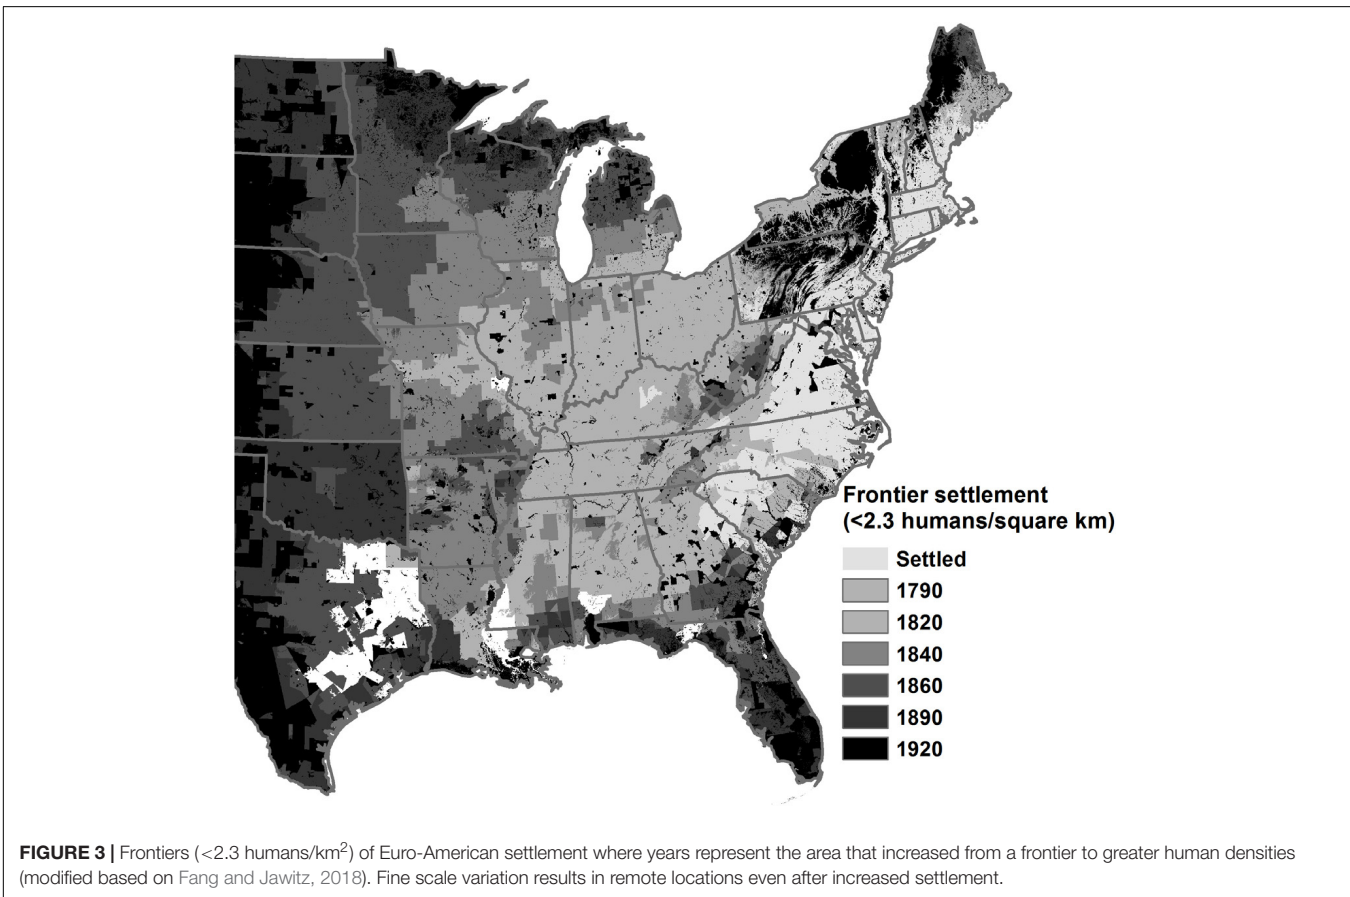 Frontier settlement
(<2.3 humans/square km)
Settled
1790
1820
1840
1860
1890
1920
FIGURE 3 | Frontiers (<2.3 humans/km²) of Euro-American settlement where years represent the area that increased from a frontier to greater human densities
(modified based on Fang and Jawitz, 2018). Fine scale variation results in remote locations even after increased settlement.